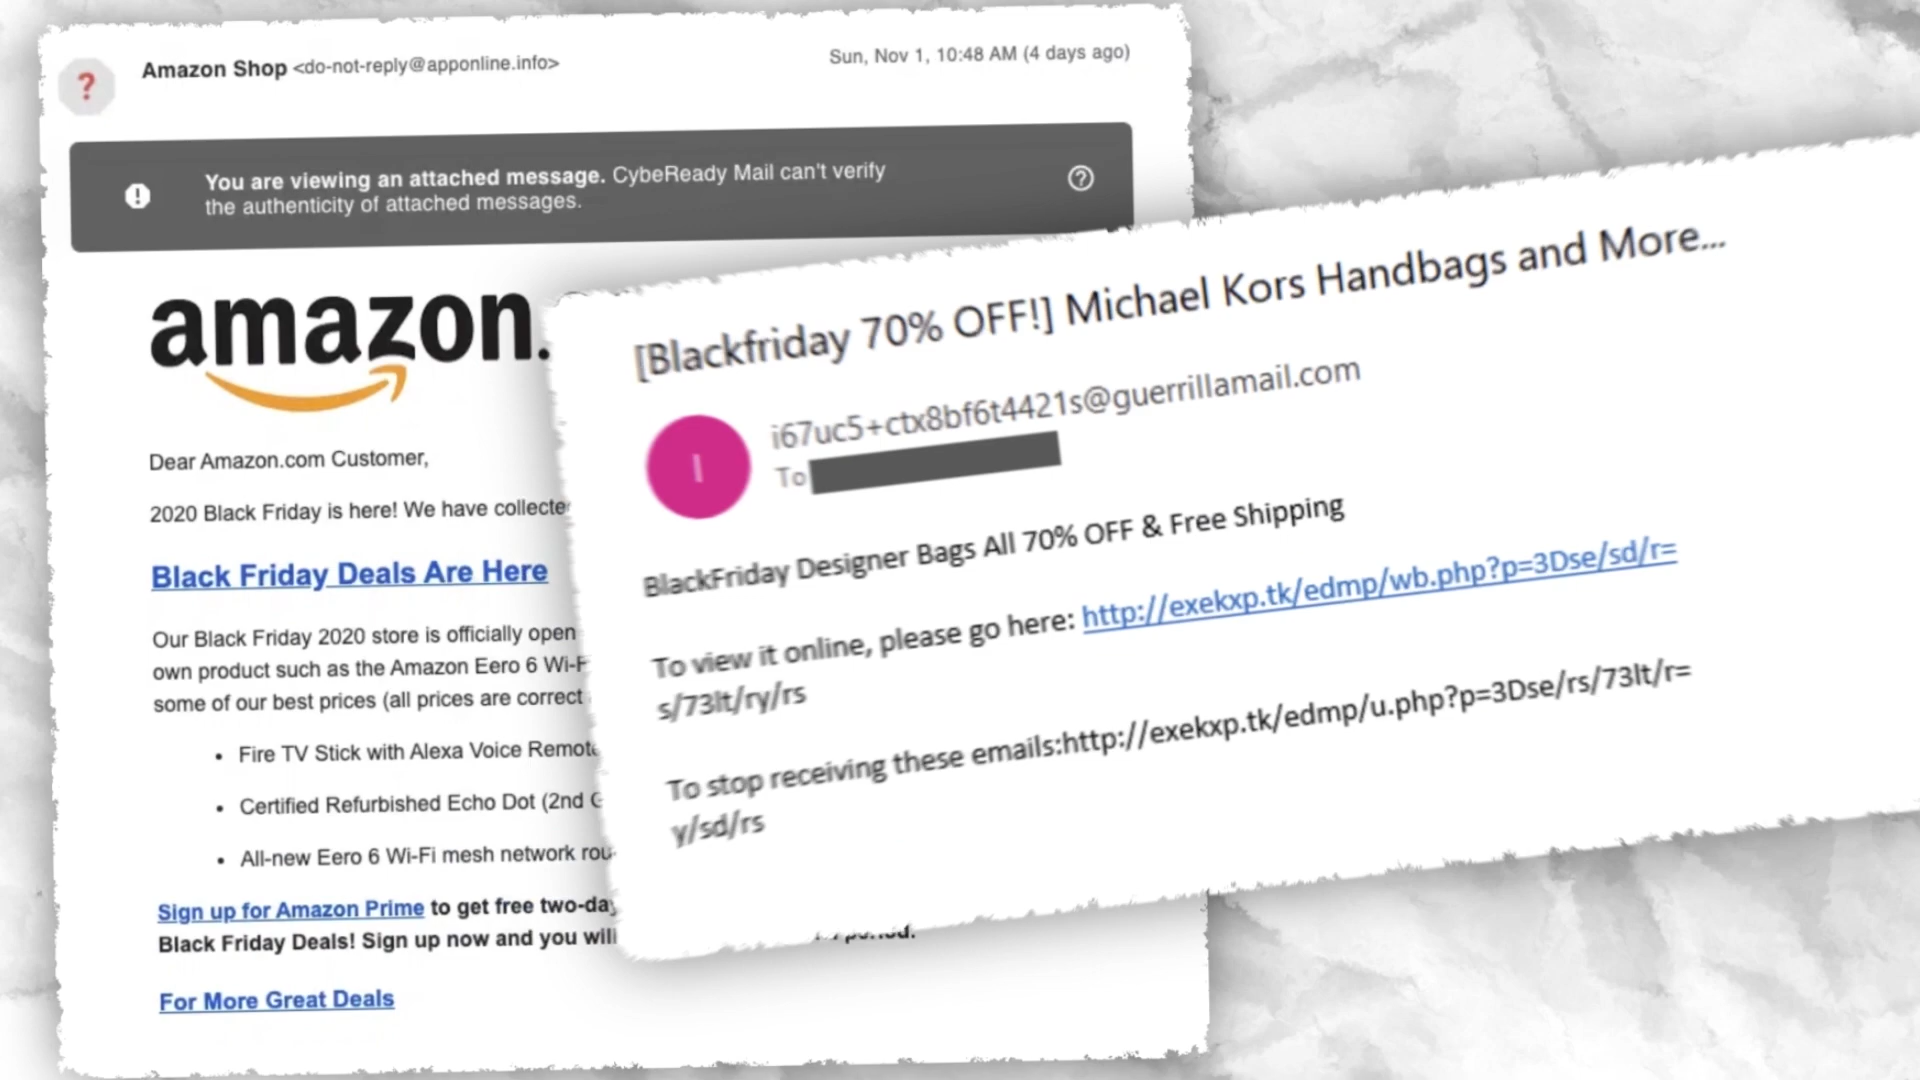 ?
Amazon Shop <do-not-reply@apponline.info>
Sun, Nov 1, 10:48 AM (4 days ago)
You are viewing an attached message. CybeReady Mail can't verify
the authenticity of attached messages.
?
amazon.
Dear Amazon.com Customer,
2020 Black Friday is here! We have collecte
Black Friday Deals Are Here
Our Black Friday 2020 store is officially open
own product such as the Amazon Eero 6 Wi-F
some of our best prices (all prices are correct
• Fire TV Stick with Alexa Voice Remote
• Certified Refurbished Echo Dot (2nd G
• All-new Eero 6 Wi-Fi mesh network rou
Sign up for Amazon Prime to get free two-day
Black Friday Deals! Sign up now and you will
For More Great Deals
[Blackfriday 70% OFF!] Michael Kors Handbags and More...
I
i67uc5+ctx8bf6t4421s@guerrillamail.com
To
BlackFriday Designer Bags All 70% OFF & Free Shipping
To view it online, please go here: http://exekxp.tk/edmp/wb.php?p=3Dse/sd/r=
s/73lt/ry/rs
To stop receiving these emails:http://exekxp.tk/edmp/u.php?p=3Dse/rs/73lt/r=
y/sd/rs